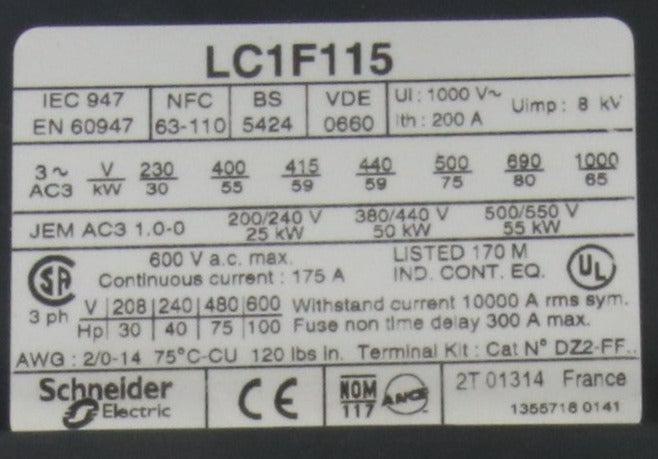 LC1F115
IEC 947 NFC BS VDE UI : 1000 V~ Uimp : 8 kV
EN 60947 63-110 5424 0660 Ith : 200 A
3~ V 230 400 415 440 500 690 1000
AC3 kW 30 55 59 59 75 80 65
JEM AC3 1.0-0 200/240 V 380/440 V 500/550 V
25 kW 50 kW 55 kW
600 V a.c. max. LISTED 170 M
Continuous current : 175 A IND. CONT. EQ.
SA UL
3 ph V 208 240 480 600 Withstand current 10000 A rms sym.
Hp 30 40 75 100 Fuse non time delay 300 A max.
AWG : 2/0-14 75°C-CU 120 lbs in. Terminal Kit : Cat N° DZ2-FF..
Schneider CE NOM 2T 01314 France
Electric 117 ANCE 1355718 0141